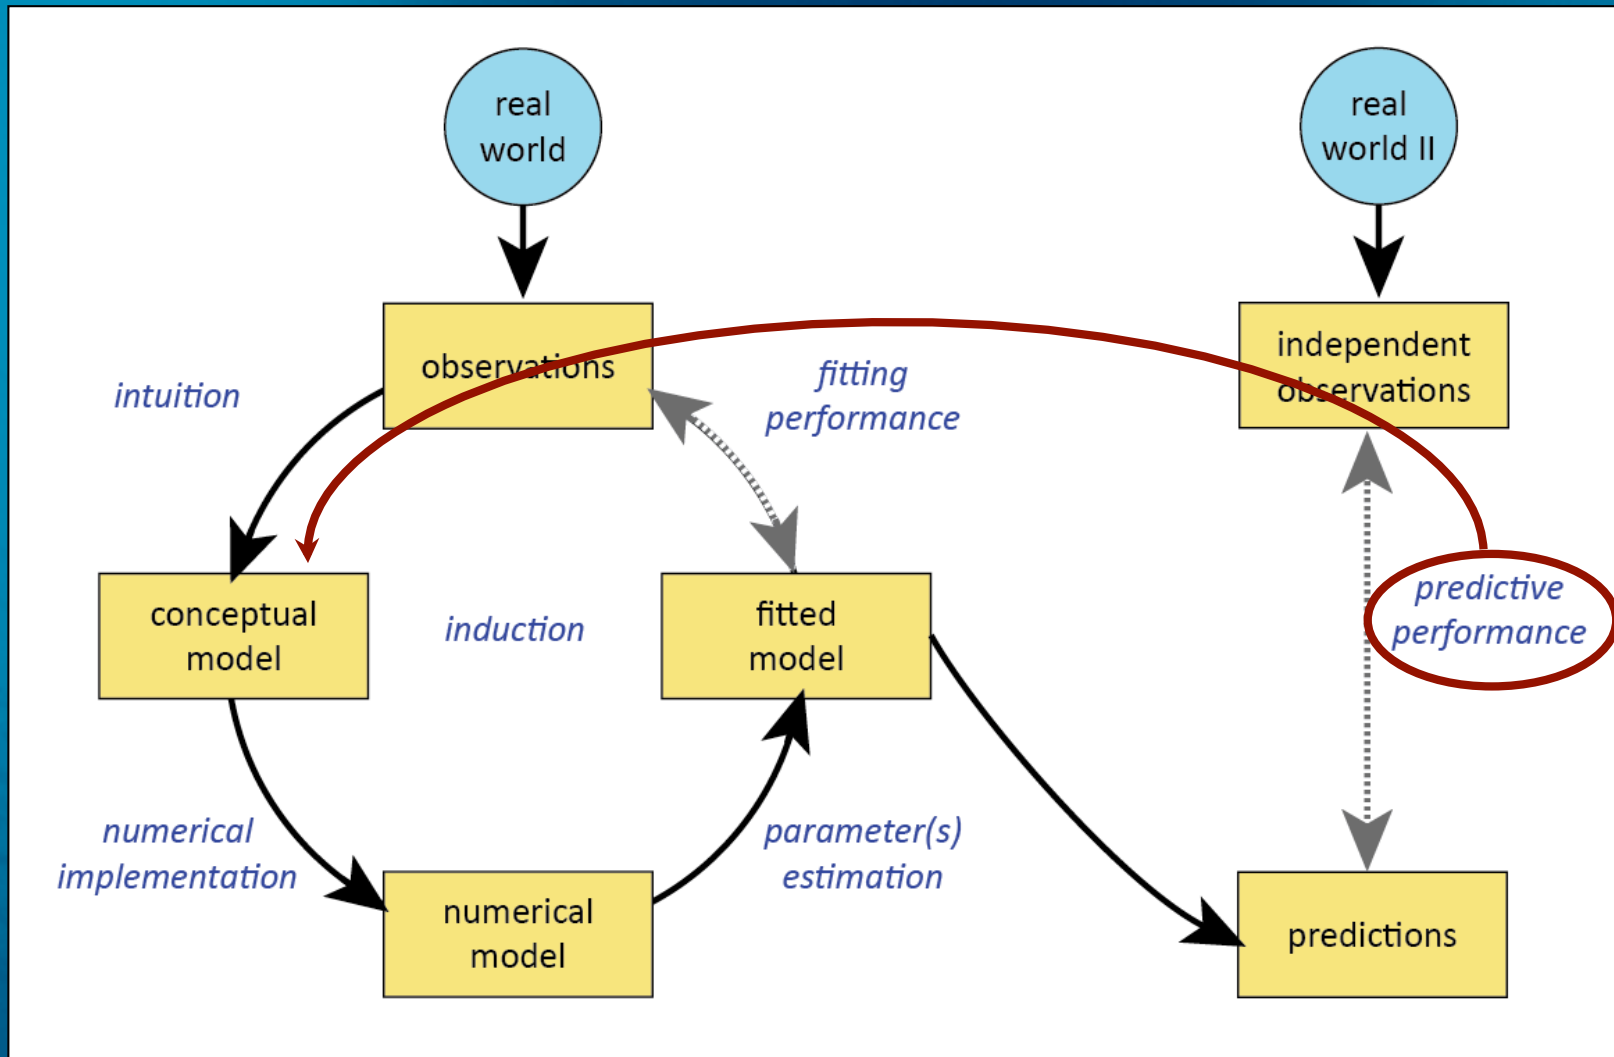 real
world
real
world II
observations
independent
observations
intuition
fitting
performance
conceptual
model
induction
fitted
model
predictive
performance
numerical
implementation
parameter(s)
estimation
numerical
model
predictions